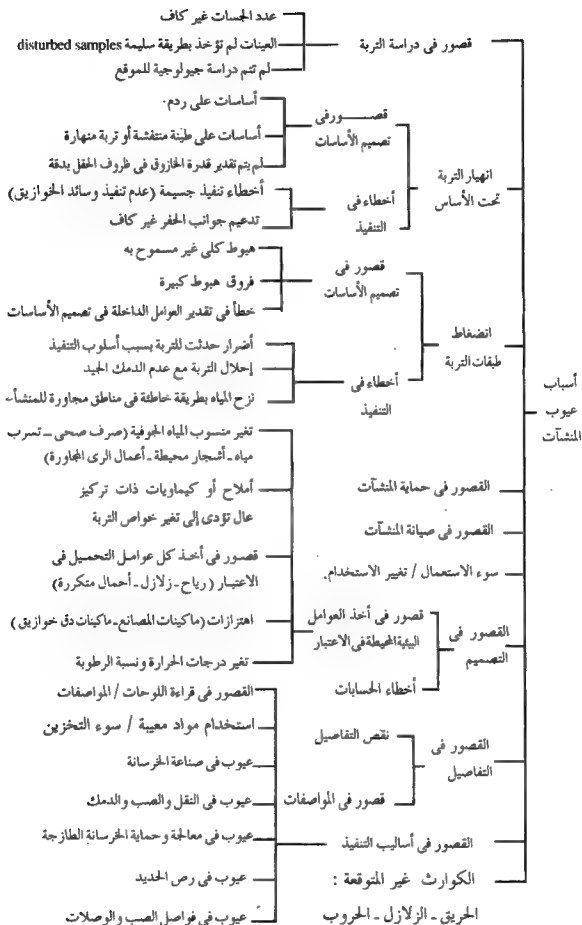 أسباب
عيوب
المنشآت
قصور فى دراسة التربة
عدد الجسات غير كاف
العينات لم تؤخذ بطريقة سليمة disturbed samples
لم تتم دراسة جيولوجية للموقع
انهيار التربة
تحت الأساس
قصور فى
تصميم الأساسات
أساسات على ردم.
أساسات على طينة منتفشة أو تربة منهارة
لم يتم تقدير قدرة الخازوق فى ظروف الحقل بدقة
أخطاء فى
التنفيذ
أخطاء تنفيذ جسيمة (عدم تنفيذ وسائد الخوازيق)
تدعيم جوانب الحفر غير كاف
انضغاط
طبقات التربة
قصور فى
تصميم الأساسات
هبوط كلى غير مسموح به
فروق هبوط كبيرة
خطأ فى تقدير العوامل الداخلة فى تصميم الأساسات
أخطاء فى
التنفيذ
أضرار حدثت للتربة بسبب أسلوب التنفيذ
إحلال التربة مع عدم الدمك الجيد
نزح المياه بطريقة خاطئة فى مناطق مجاورة للمنشأ
القصور فى حماية المنشآت
القصور فى صيانة المنشآت
سوء الاستعمال / تغيير الاستخدام.
القصور فى
التصميم
قصور فى أخذ العوامل
البيئية المحيطة فى الاعتبار
تغير منسوب المياه الجوفية (صرف صحى – تسرب
مياه - أشجار محيطة - أعمال الرى المجاورة)
أملاح أو كيماويات ذات تركيز
عال تؤدى إلى تغير خواص التربة
قصور فى أخذ كل عوامل التحميل فى
الاعتبار (رياح - زلازل - أحمال متكررة)
اهتزازات (ماكينات المصانع - ماكينات دق خوازيق)
تغير درجات الحرارة ونسبة الرطوبة
أخطاء الحسابات
القصور فى
التفاصيل
نقص التفاصيل
قصور فى المواصفات
القصور فى أساليب التنفيذ
القصور فى قراءة اللوحات / المواصفات
استخدام مواد معيبة / سوء التخزين
عيوب فى صناعة الخرسانة
عيوب فى النقل والصب والدمك
عيوب فى معالجة وحماية الخرسانة الطازجة
عيوب فى رص الحديد
عيوب فى فواصل الصب والوصلات
الكوارث غير المتوقعة :
الحريق - الزلازل - الحروب